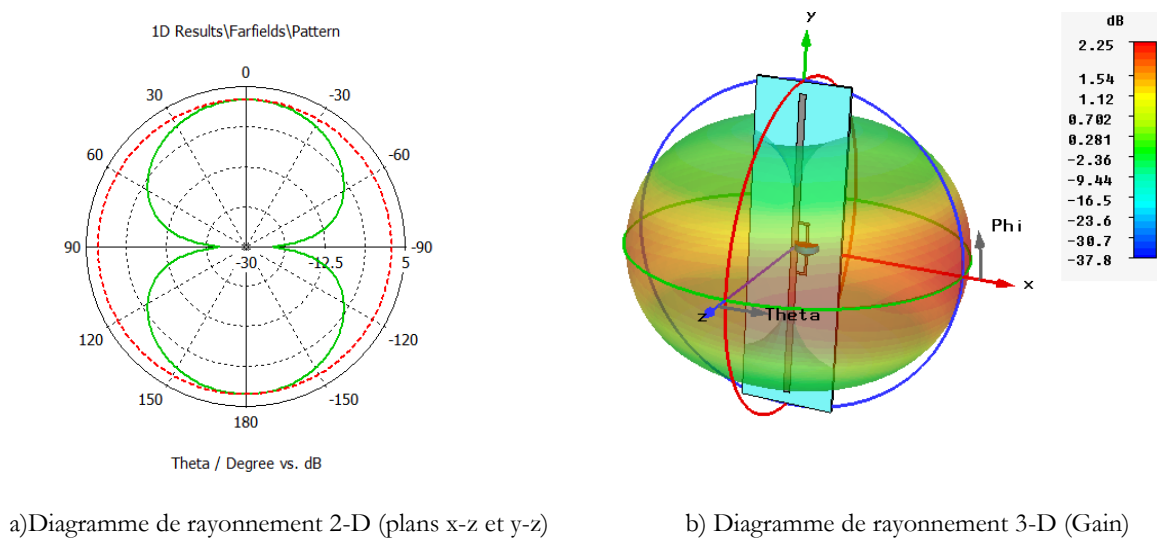 1D Results\Farfields\Pattern
0
30
-30
60
-60
90
-30
-12.5
5
-90
120
-120
150
-150
180
Theta / Degree vs. dB
y
Phi
x
Theta
z
dB
2.25
1.54
1.12
0.702
0.281
-2.36
-9.44
-16.5
-23.6
-30.7
-37.8
a)Diagramme de rayonnement 2-D (plans x-z et y-z)
b) Diagramme de rayonnement 3-D (Gain)